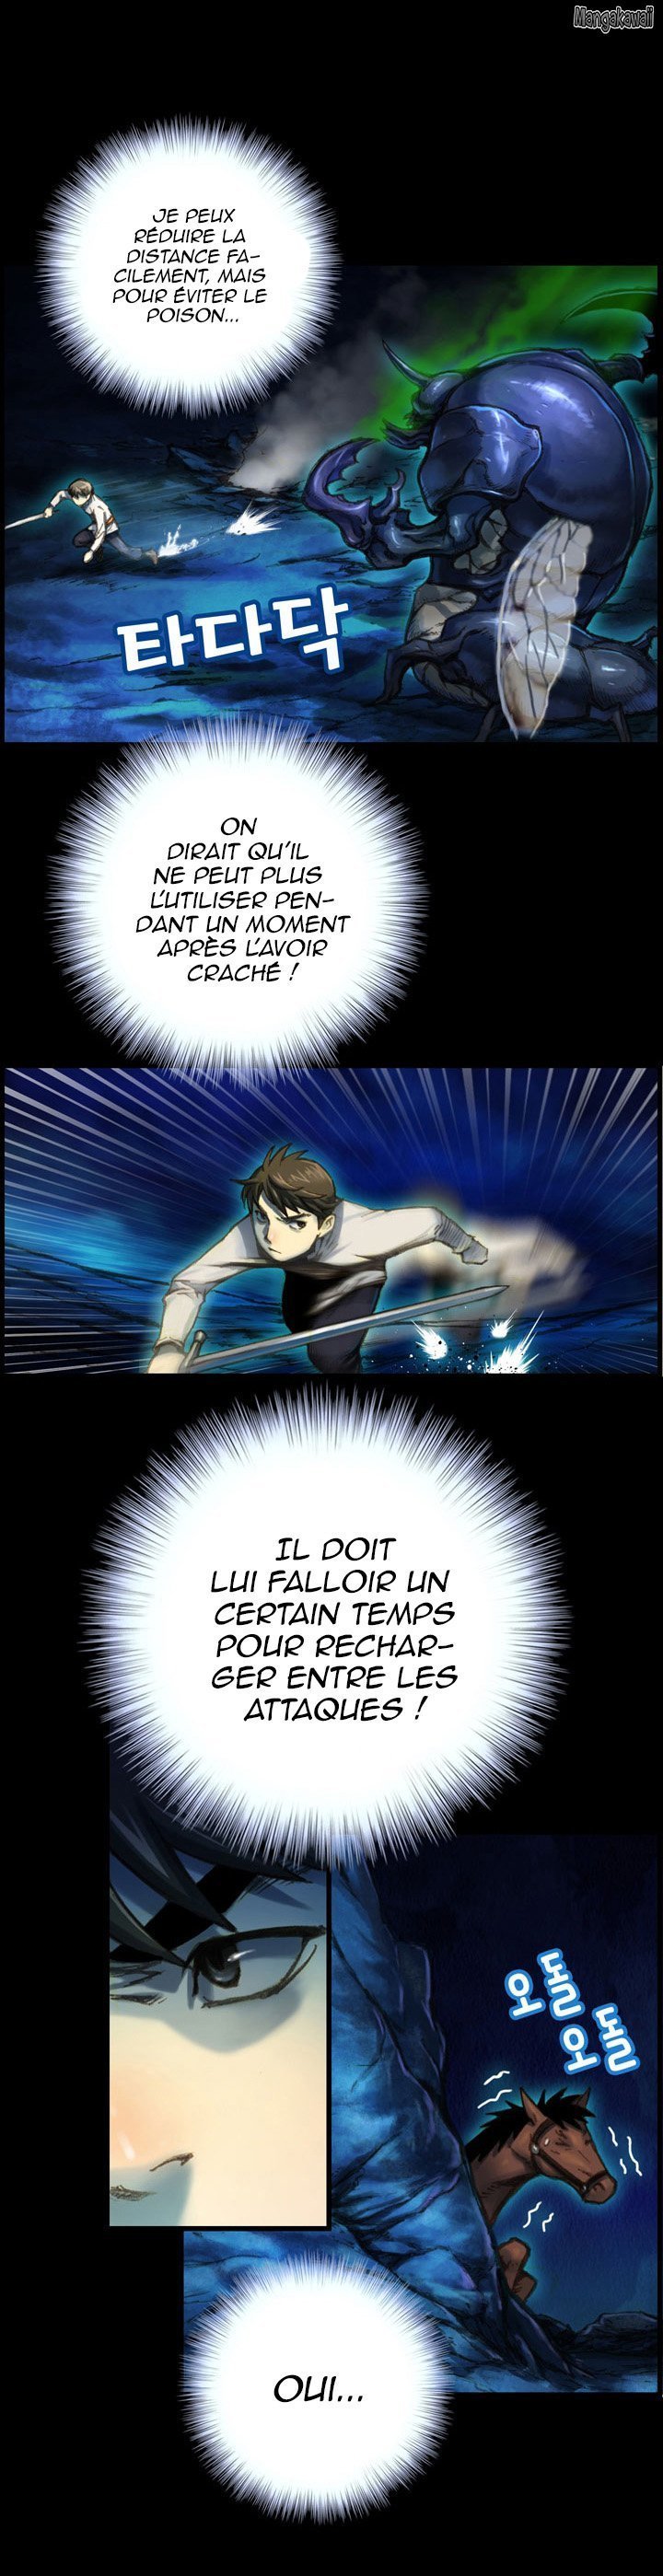 Mangakawaii
JE PEUX
RÉDUIRE LA
DISTANCE FA-
CILEMENT, MAIS
POUR ÉVITER LE
POISON...
타다닥
ON
DIRAIT QU'IL
NE PEUT PLUS
L'UTILISER PEN-
DANT UN MOMENT
APRÈS L'AVOIR
CRACHÉ !
IL DOIT
LUI FALLOIR UN
CERTAIN TEMPS
POUR RECHAR-
GER ENTRE LES
ATTAQUES !
오돌
오돌
OUI...